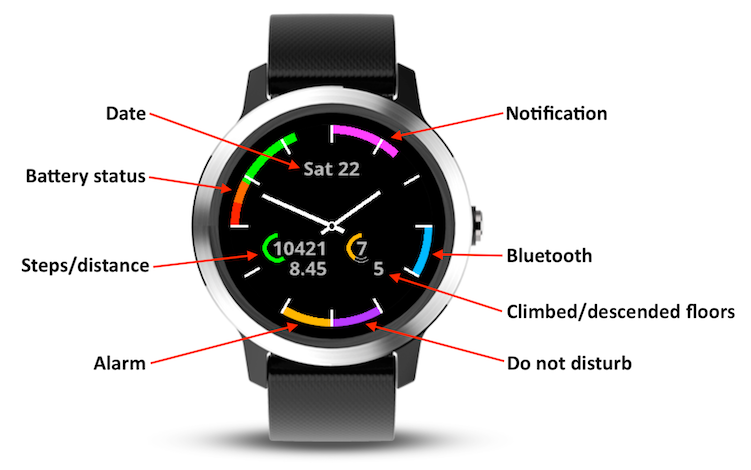 Date
Notification
Sat 22
Battery status
10421
7
Steps/distance
8.45
5
Bluetooth
Climbed/descended floors
Alarm
Do not disturb